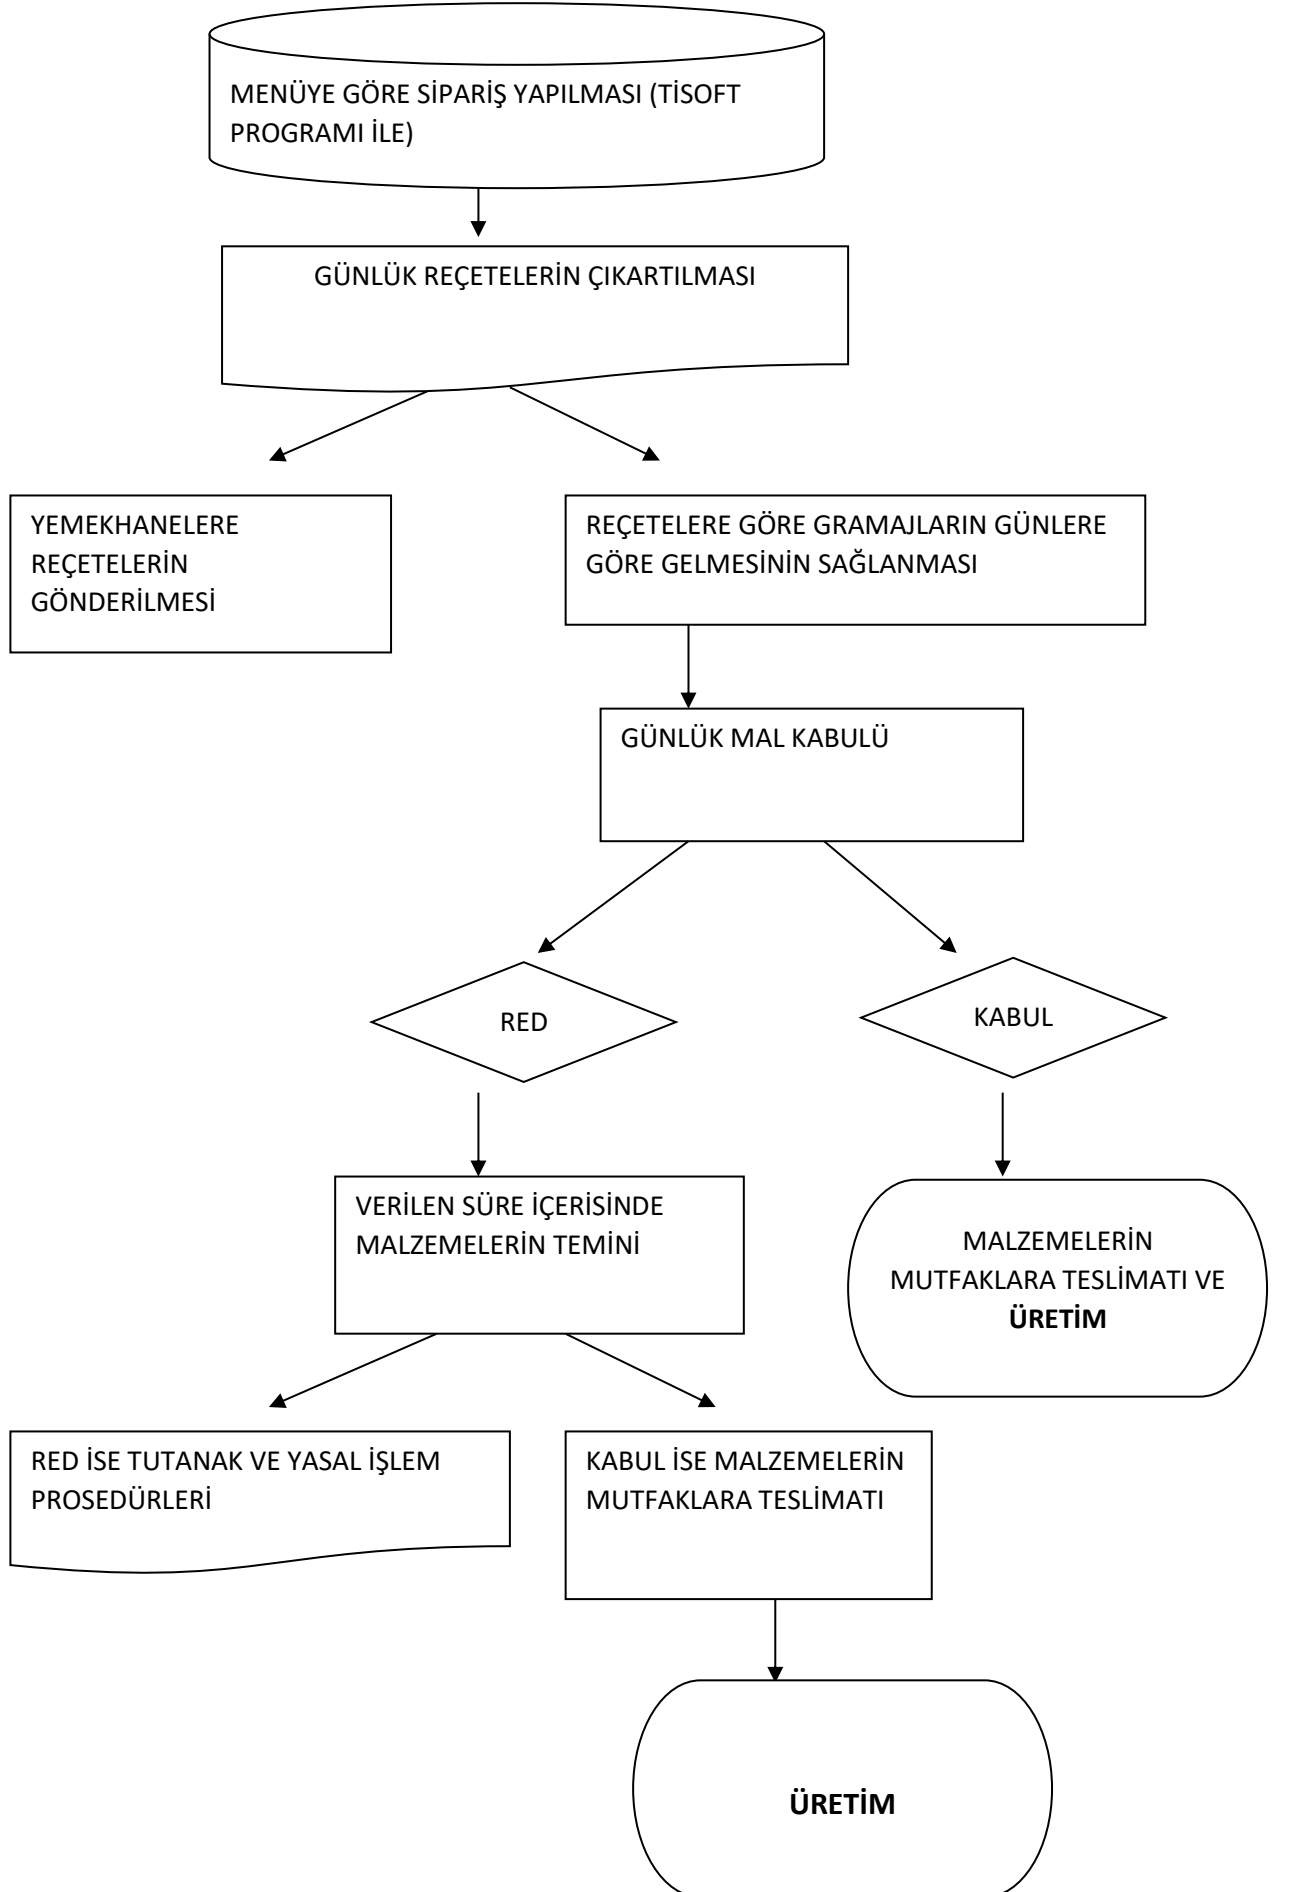 MENÜYE GÖRE SİPARİŞ YAPILMASI (TİSOFT
PROGRAMI İLE)
GÜNLÜK REÇETELERİN ÇIKARTILMASI
YEMEKHANELERE
REÇETELERİN
GÖNDERİLMESİ
REÇETELERE GÖRE GRAMAJLARIN GÜNLERE
GÖRE GELMESİNİN SAĞLANMASI
GÜNLÜK MAL KABULÜ
RED
KABUL
VERİLEN SÜRE İÇERİSİNDE
MALZEMELERİN TEMİNİ
MALZEMELERİN
MUTFAKLARA TESLİMATI VE
ÜRETİM
RED İSE TUTANAK VE YASAL İŞLEM
PROSEDÜRLERİ
KABUL İSE MALZEMELERİN
MUTFAKLARA TESLİMATI
ÜRETİM